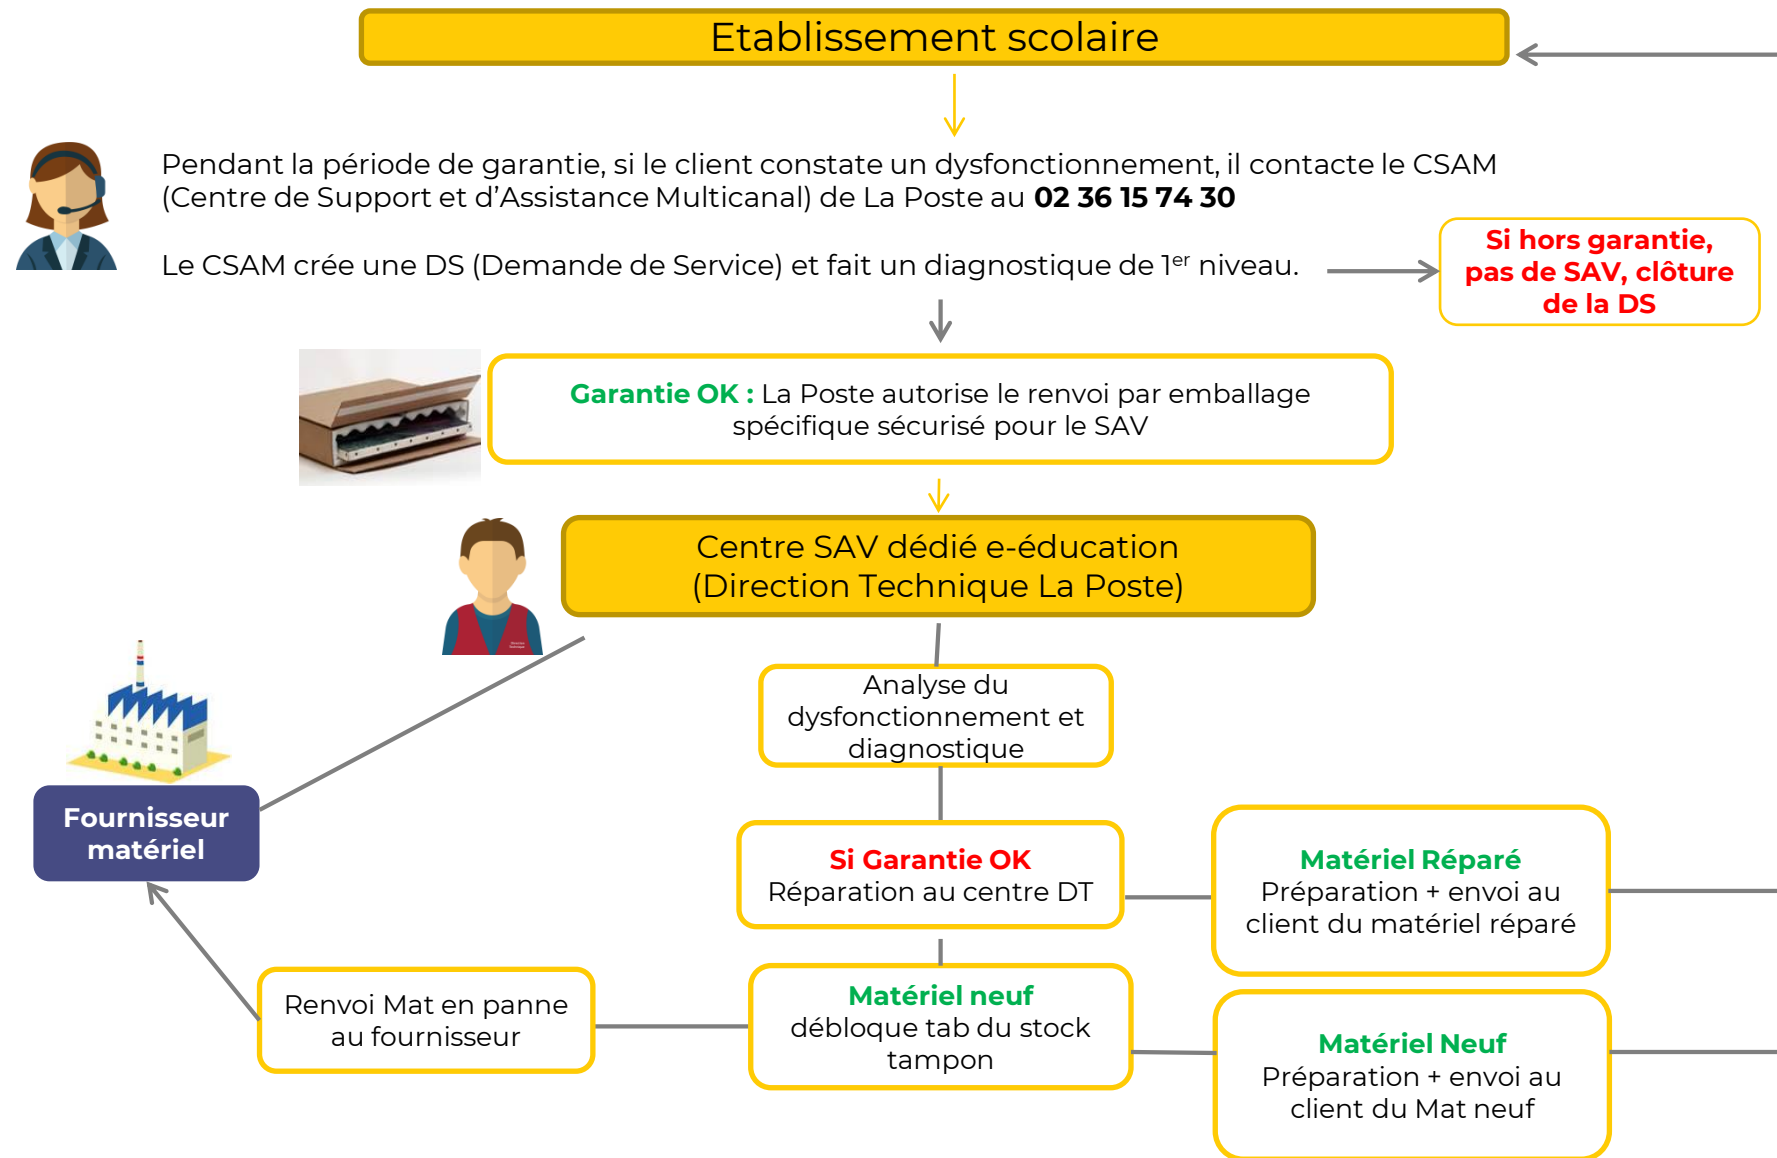 Etablissement scolaire
Pendant la période de garantie, si le client constate un dysfonctionnement, il contacte le CSAM
(Centre de Support et d’Assistance Multicanal) de La Poste au 02 36 15 74 30
Le CSAM crée une DS (Demande de Service) et fait un diagnostique de 1er niveau.
Si hors garantie,
pas de SAV, clôture
de la DS
Garantie OK : La Poste autorise le renvoi par emballage
spécifique sécurisé pour le SAV
Centre SAV dédié e-éducation
(Direction Technique La Poste)
Analyse du
dysfonctionnement et
diagnostique
Fournisseur
matériel
Si Garantie OK
Réparation au centre DT
Matériel Réparé
Préparation + envoi au
client du matériel réparé
Renvoi Mat en panne
au fournisseur
Matériel neuf
débloque tab du stock
tampon
Matériel Neuf
Préparation + envoi au
client du Mat neuf